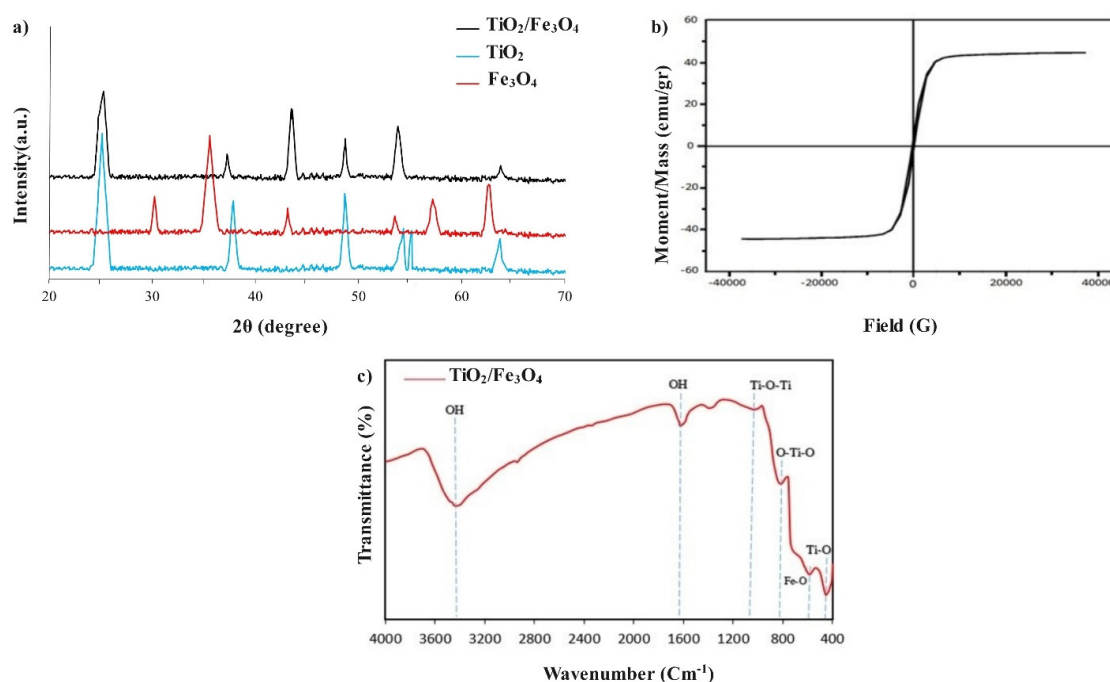 a)
TiO₂/Fe₃O₄
TiO₂
Fe₃O₄
Intensity(a.u.)
20 30 40 50 60 70
2θ (degree)
b)
60
40
20
0
-20
-40
-60
Moment/Mass (emu/gr)
-40000 -20000 0 20000 40000
Field (G)
c)
TiO₂/Fe₃O₄
OH
OH
Ti-O-Ti
O-Ti-O
Ti-O
Fe-O
Transmittance (%)
4000 3600 3200 2800 2400 2000 1600 1200 800 400
Wavenumber (Cm⁻¹)